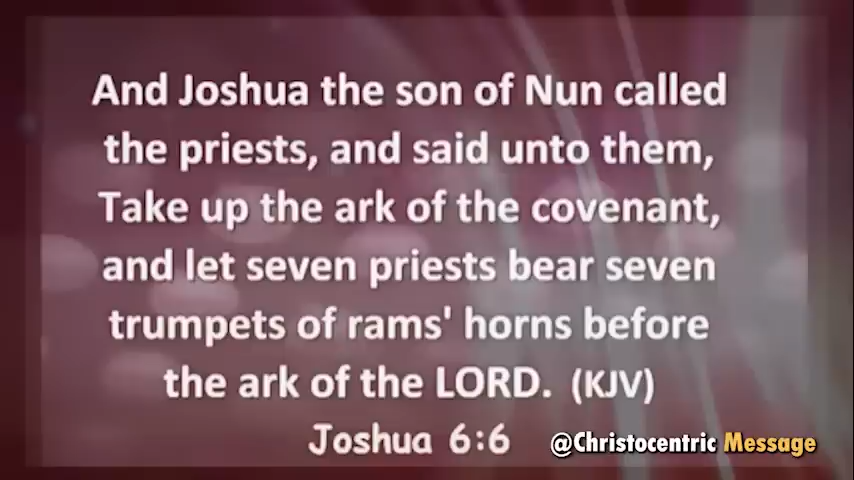 And Joshua the son of Nun called
the priests, and said unto them,
Take up the ark of the covenant,
and let seven priests bear seven
trumpets of rams' horns before
the ark of the LORD. (KJV)
Joshua 6:6
@Christocentric Message